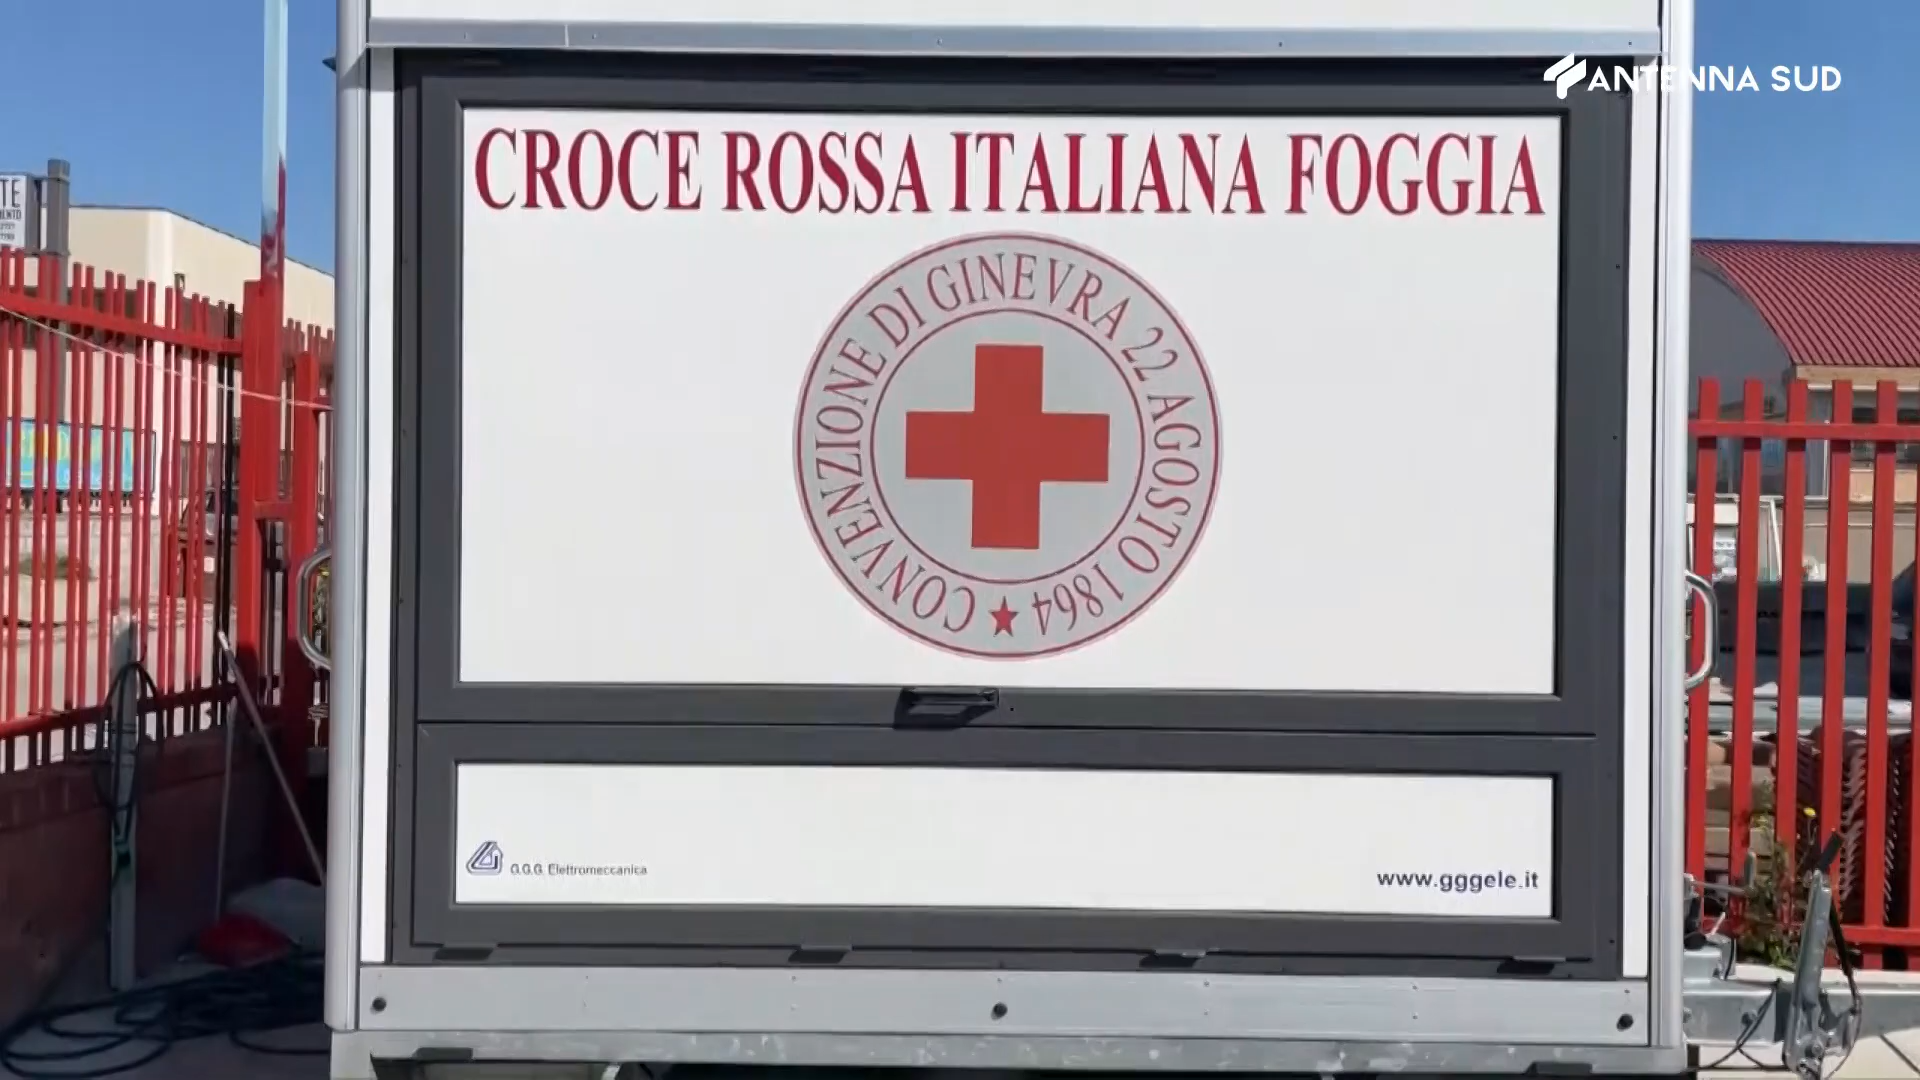 ANTENNA SUD
CROCE ROSSA ITALIANA FOGGIA
CONVENZIONE DI GINEVRA 22 AGOSTO 1864
G.G.G. Elettromeccanica
www.gggele.it